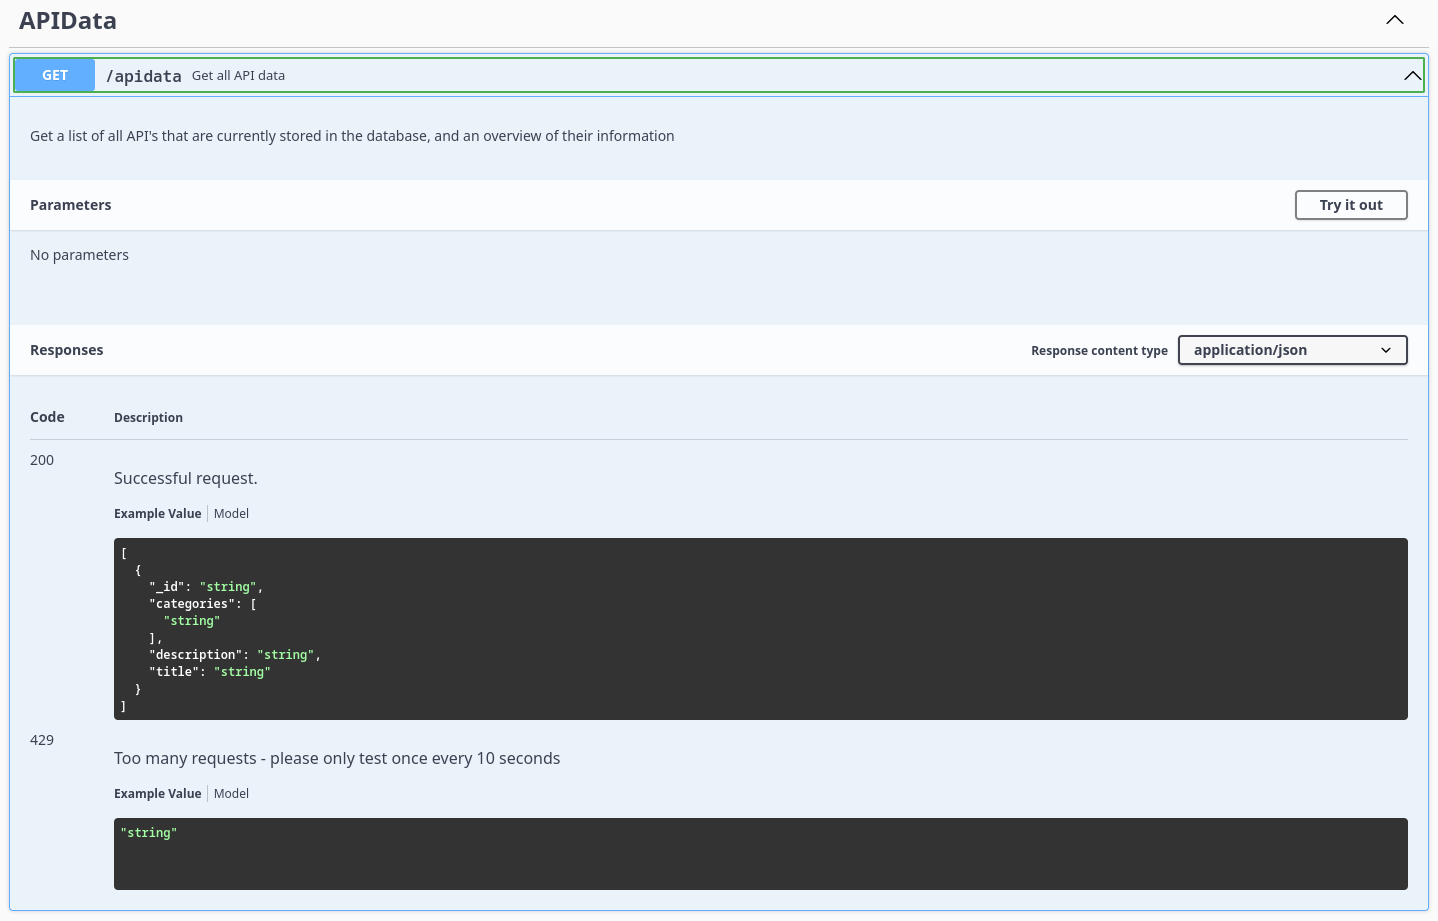 APIData
GET /apidata Get all API data
Get a list of all API's that are currently stored in the database, and an overview of their information
Parameters Try it out
No parameters
Responses Response content type application/json
Code Description
200
Successful request.
Example Value Model
[
  {
    "_id": "string",
    "categories": [
      "string"
    ],
    "description": "string",
    "title": "string"
  }
]
429
Too many requests - please only test once every 10 seconds
Example Value Model
"string"